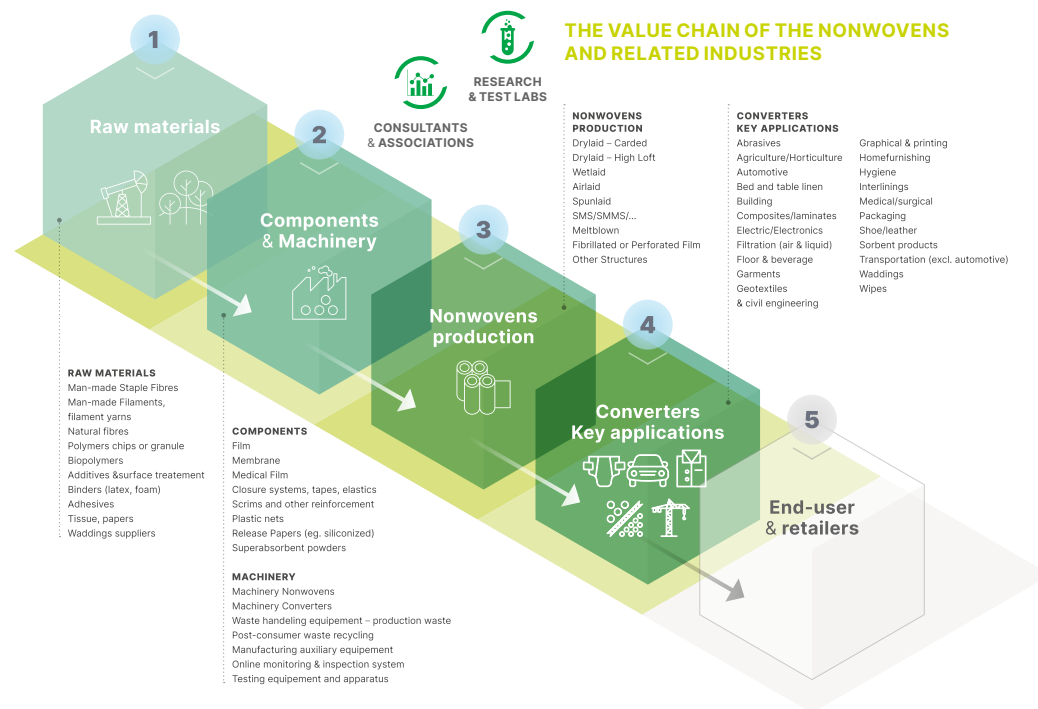 THE VALUE CHAIN OF THE NONWOVENS
AND RELATED INDUSTRIES
RESEARCH
& TEST LABS
CONSULTANTS
& ASSOCIATIONS
1
Raw materials
2
Components
& Machinery
3
Nonwovens
production
4
Converters
Key applications
5
End-user
& retailers
RAW MATERIALS
Man-made Staple Fibres
Man-made Filaments,
filament yarns
Natural fibres
Polymers chips or granule
Biopolymers
Additives &surface treatement
Binders (latex, foam)
Adhesives
Tissue, papers
Waddings suppliers
COMPONENTS
Film
Membrane
Medical Film
Closure systems, tapes, elastics
Scrims and other reinforcement
Plastic nets
Release Papers (eg. siliconized)
Superabsorbent powders
MACHINERY
Machinery Nonwovens
Machinery Converters
Waste handeling equipement – production waste
Post-consumer waste recycling
Manufacturing auxiliary equipement
Online monitoring & inspection system
Testing equipement and apparatus
NONWOVENS
PRODUCTION
Drylaid – Carded
Drylaid – High Loft
Wetlaid
Airlaid
Spunlaid
SMS/SMMS/...
Meltblown
Fibrillated or Perforated Film
Other Structures
CONVERTERS
KEY APPLICATIONS
Abrasives
Agriculture/Horticulture
Automotive
Bed and table linen
Building
Composites/laminates
Electric/Electronics
Filtration (air & liquid)
Floor & beverage
Garments
Geotextiles
& civil engineering
Graphical & printing
Homefurnishing
Hygiene
Interlinings
Medical/surgical
Packaging
Shoe/leather
Sorbent products
Transportation (excl. automotive)
Waddings
Wipes